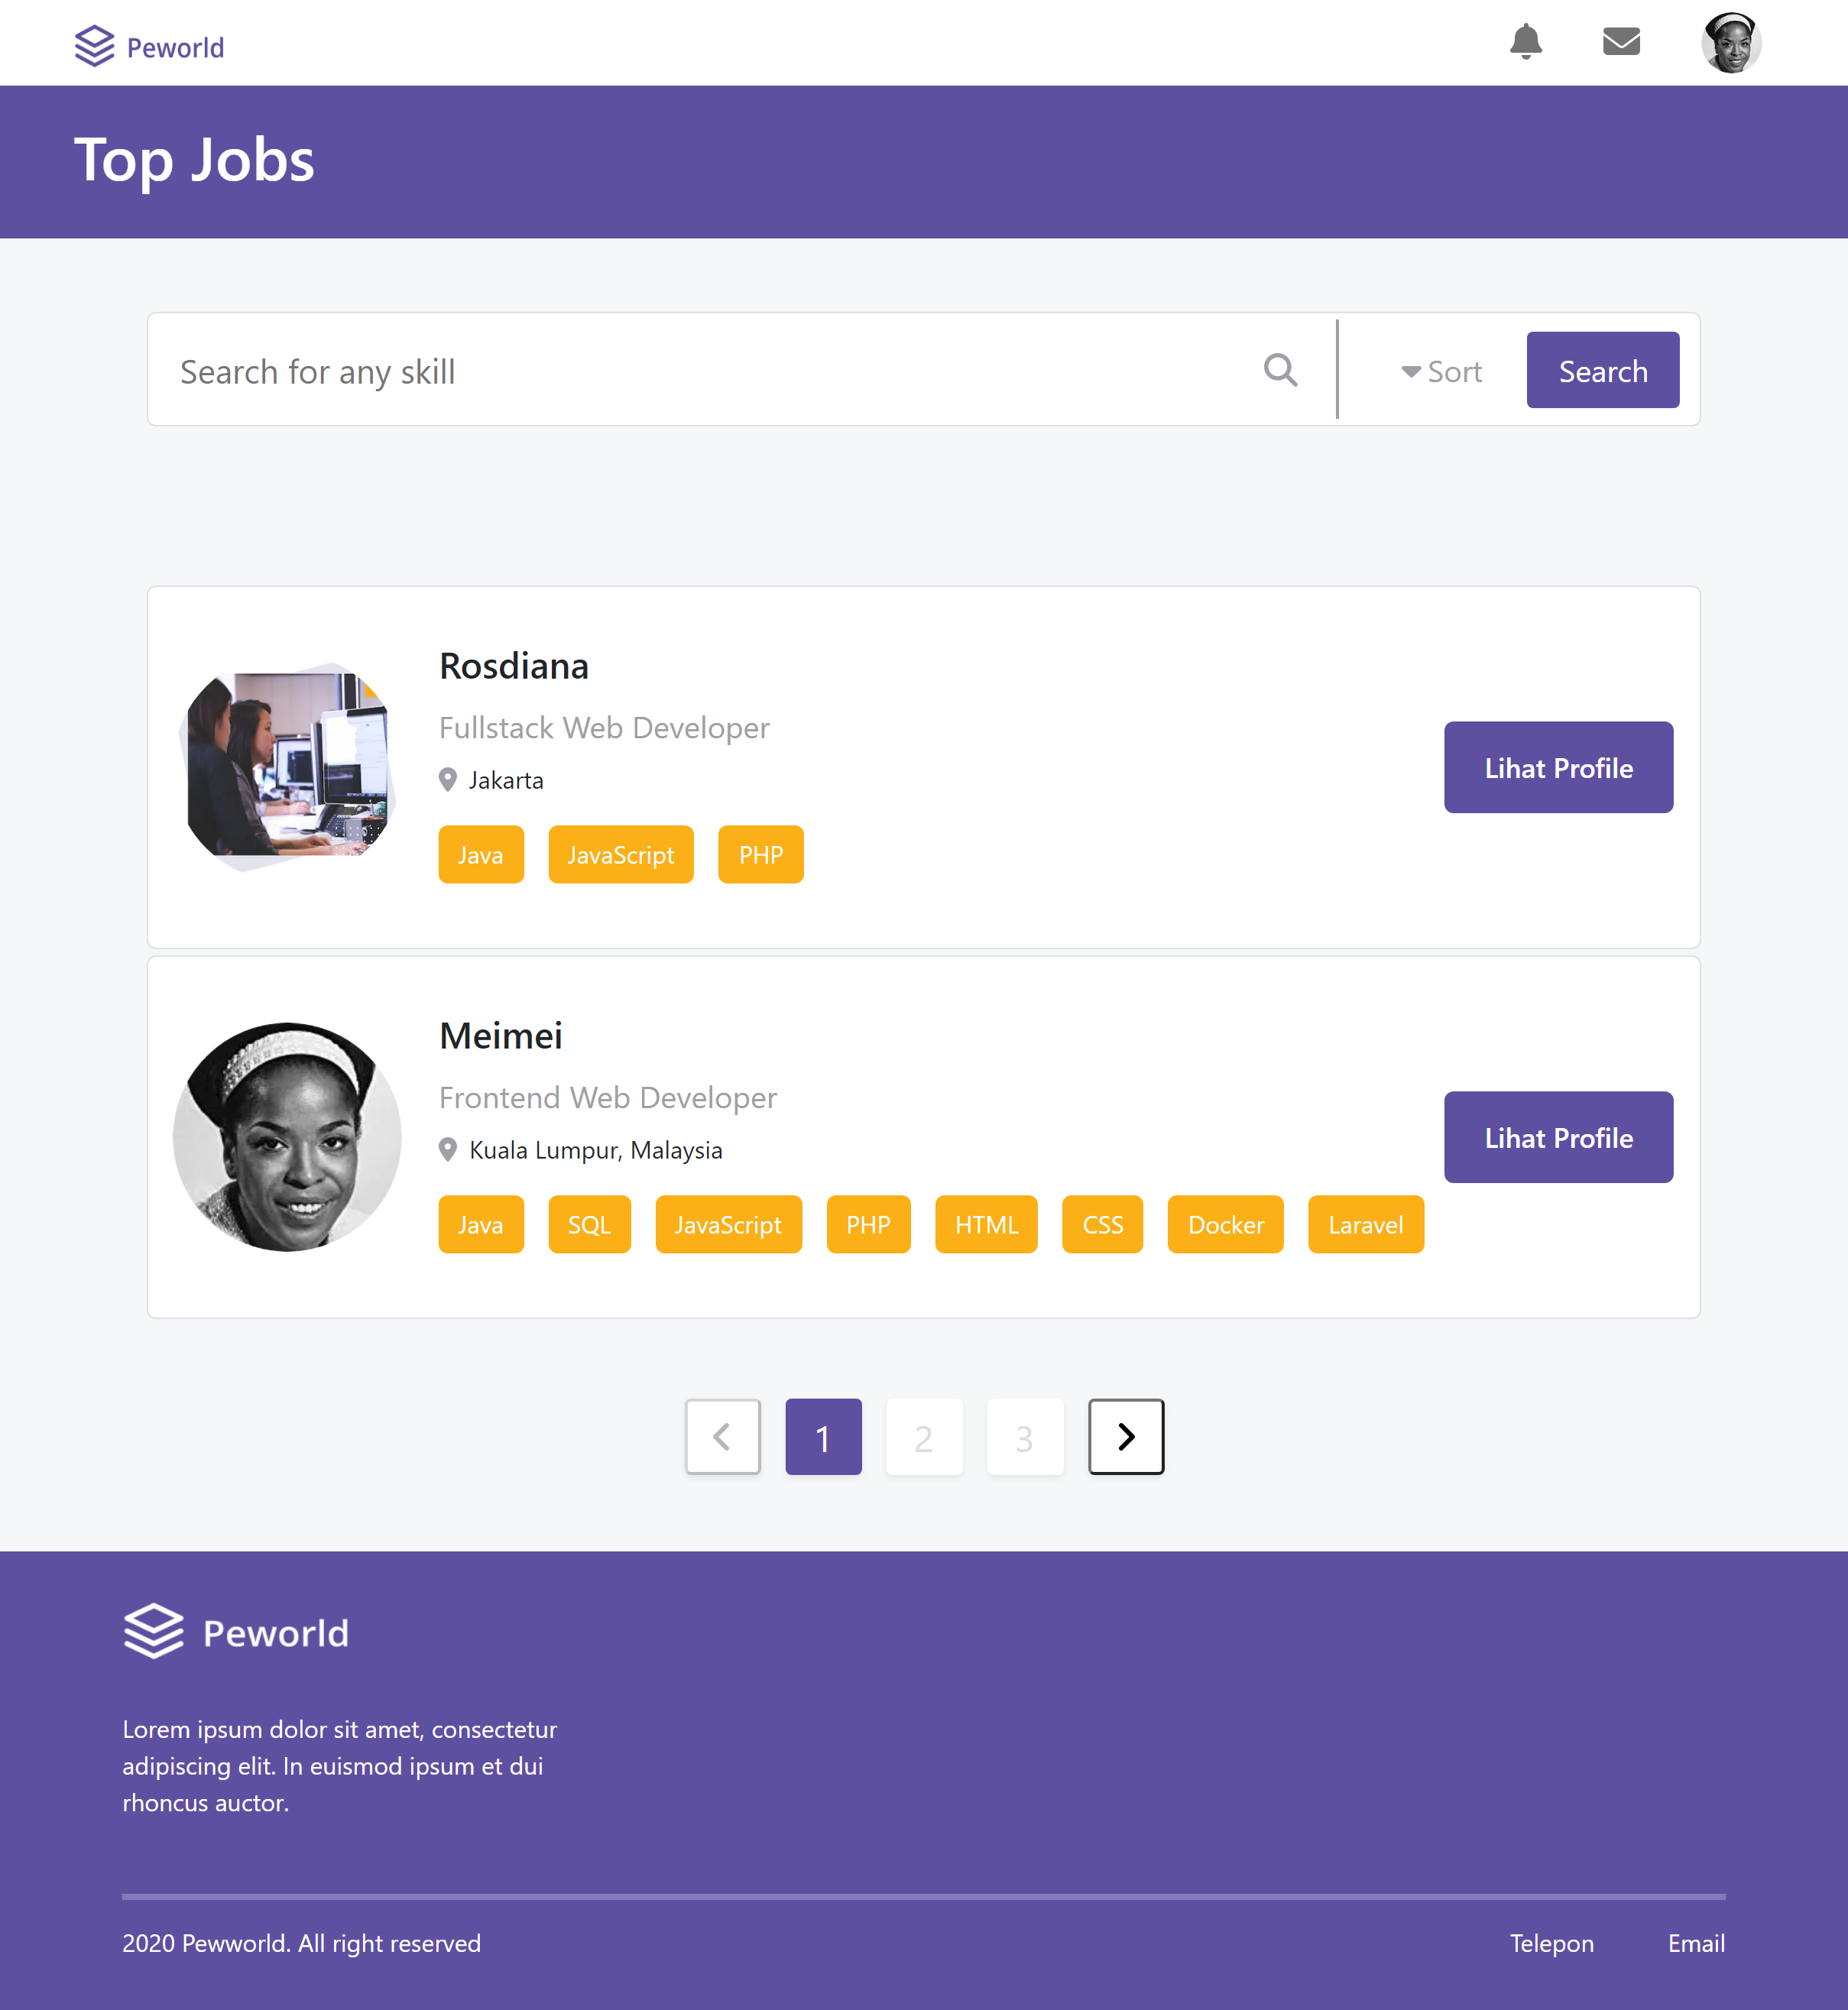 Peworld
Top Jobs
Search for any skill
Sort
Search
Rosdiana
Fullstack Web Developer
Jakarta
Java JavaScript PHP
Lihat Profile
Meimei
Frontend Web Developer
Kuala Lumpur, Malaysia
Java SQL JavaScript PHP HTML CSS Docker Laravel
Lihat Profile
1 2 3
Peworld
Lorem ipsum dolor sit amet, consectetur
adipiscing elit. In euismod ipsum et dui
rhoncus auctor.
2020 Pewworld. All right reserved
Telepon Email